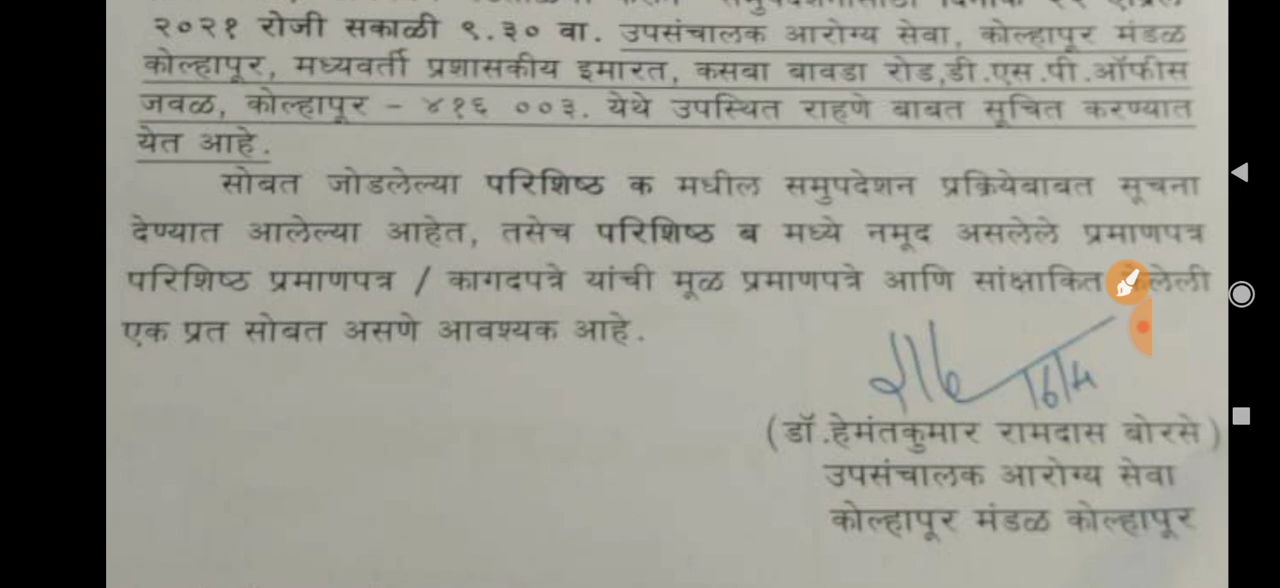 २०२१ रोजी सकाळी ९.३० वा. उपसंचालक आरोग्य सेवा, कोल्हापूर मंडळ
कोल्हापूर, मध्यवर्ती प्रशासकीय इमारत, कसबा बावडा रोड,डी.एस.पी.ऑफीस
जवळ, कोल्हापूर - ४१६ ००३. येथे उपस्थित राहणे बाबत सूचित करण्यात
येत आहे.
सोबत जोडलेल्या परिशिष्ठ क मधील समुपदेशन प्रक्रियेबाबत सूचना
देण्यात आलेल्या आहेत, तसेच परिशिष्ठ ब मध्ये नमूद असलेले प्रमाणपत्र
परिशिष्ठ प्रमाणपत्र / कागदपत्रे यांची मूळ प्रमाणपत्रे आणि सांक्षाकित
एक प्रत सोबत असणे आवश्यक आहे.
(डॉ.हेमंतकुमार रामदास बोरसे)
उपसंचालक आरोग्य सेवा
कोल्हापूर मंडळ कोल्हापूर